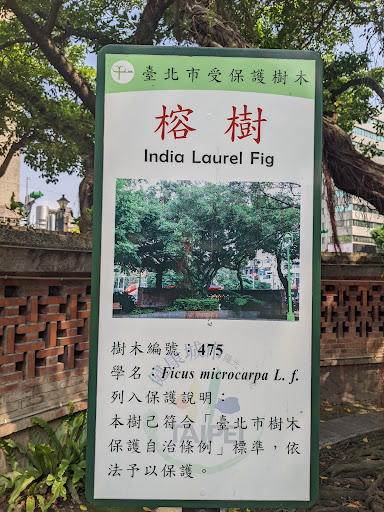 臺北市受保護樹木
榕樹
India Laurel Fig
樹木編號：475
學名：Ficus microcarpa L. f.
列入保護說明：
本樹已符合「臺北市樹木
保護自治條例」標準，依
法予以保護。
TAIPEI